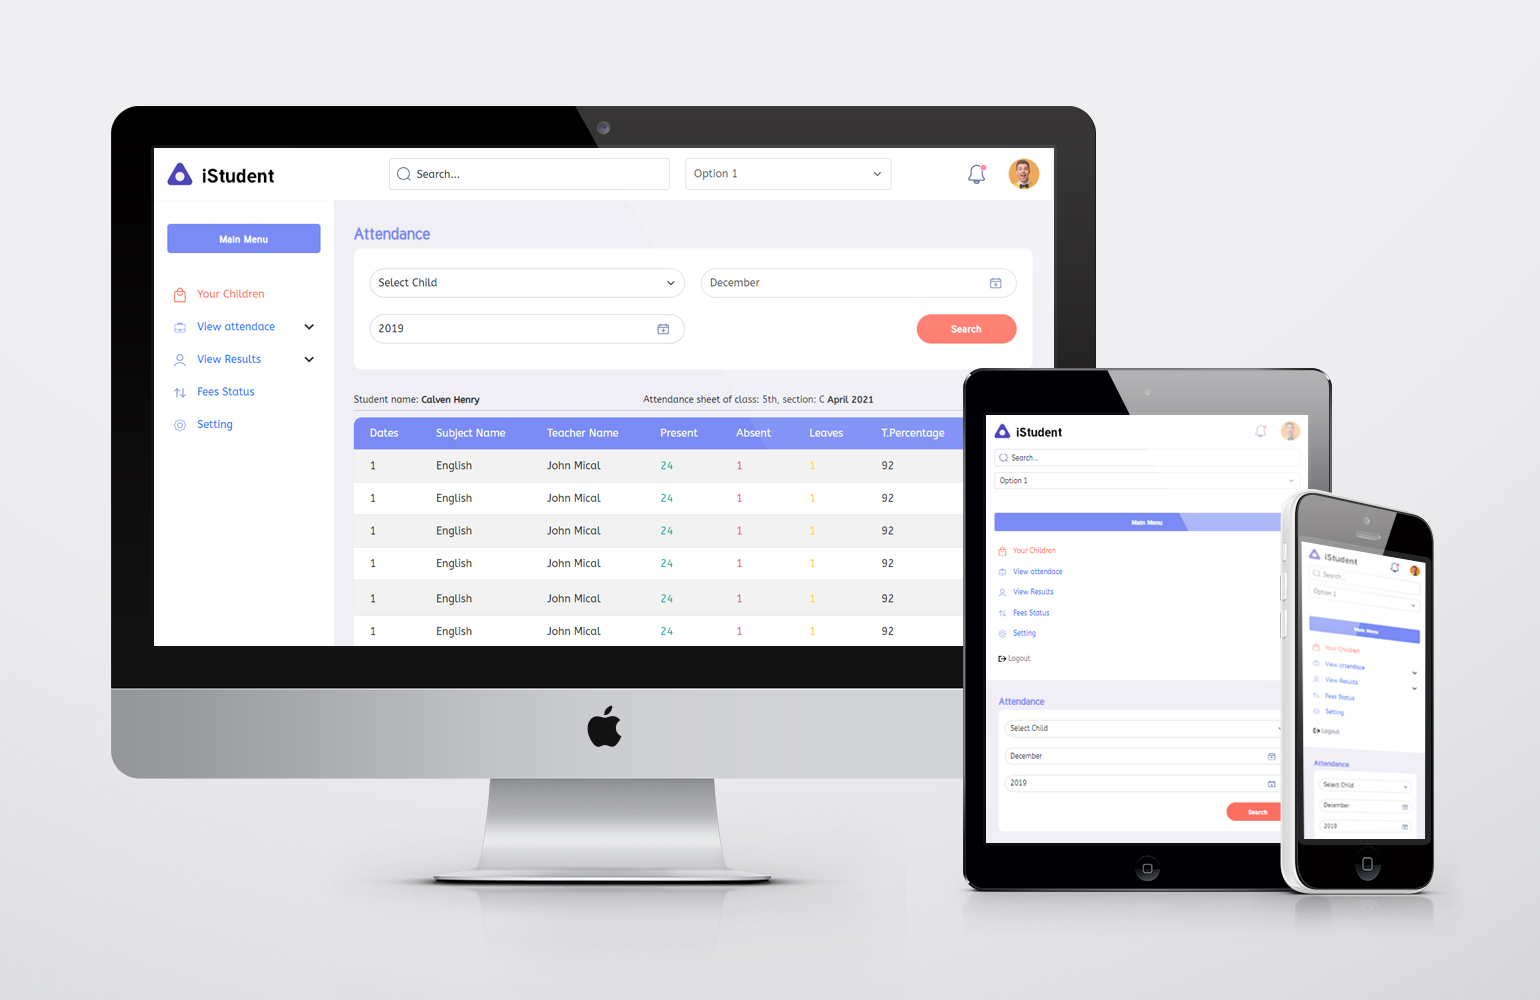 iStudent
Search...
Option 1
Main Menu
Your Children
View attendace
View Results
Fees Status
Setting
Attendance
Select Child
December
2019
Search
Student name: Calven Henry
Attendance sheet of class: 5th, section: C April 2021
Dates Subject Name Teacher Name Present Absent Leaves T.Percentage
1 English John Mical 24 1 1 92
1 English John Mical 24 1 1 92
1 English John Mical 24 1 1 92
1 English John Mical 24 1 1 92
1 English John Mical 24 1 1 92
1 English John Mical 24 1 1 92
iStudent
Search...
Option 1
Main Menu
Your Children
View attendace
View Results
Fees Status
Setting
Logout
Attendance
Select Child
December
2019
Search
iStudent
Search...
Option 1
Main Menu
Your Children
View attendace
View Results
Fees Status
Setting
Logout
Attendance
Select Child
December
2019